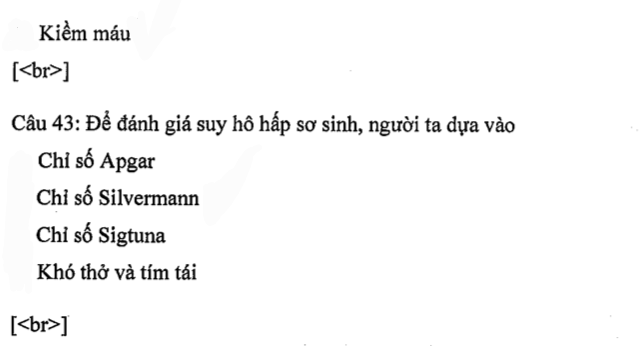 Kiềm máu
[<br>]
Câu 43: Để đánh giá suy hô hấp sơ sinh, người ta dựa vào
Chỉ số Apgar
Chỉ số Silvermann
Chỉ số Sigtuna
Khó thở và tím tái
[<br>]